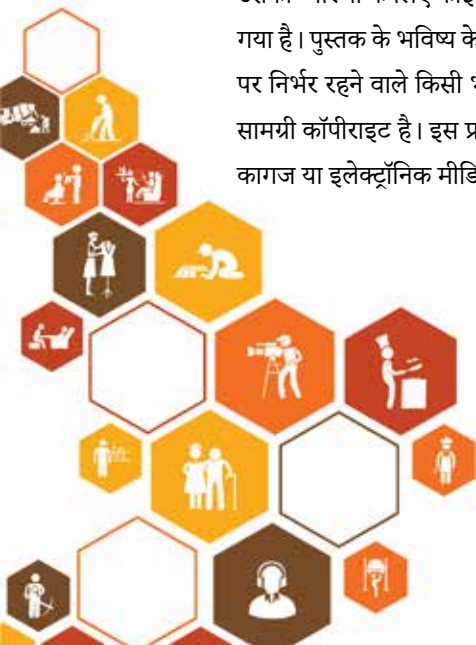 गया है। पुस्तक के भविष्य के
पर निर्भर रहने वाले किसी
सामग्री कॉपीराइट है। इस
कागज या इलेक्ट्रॉनिक